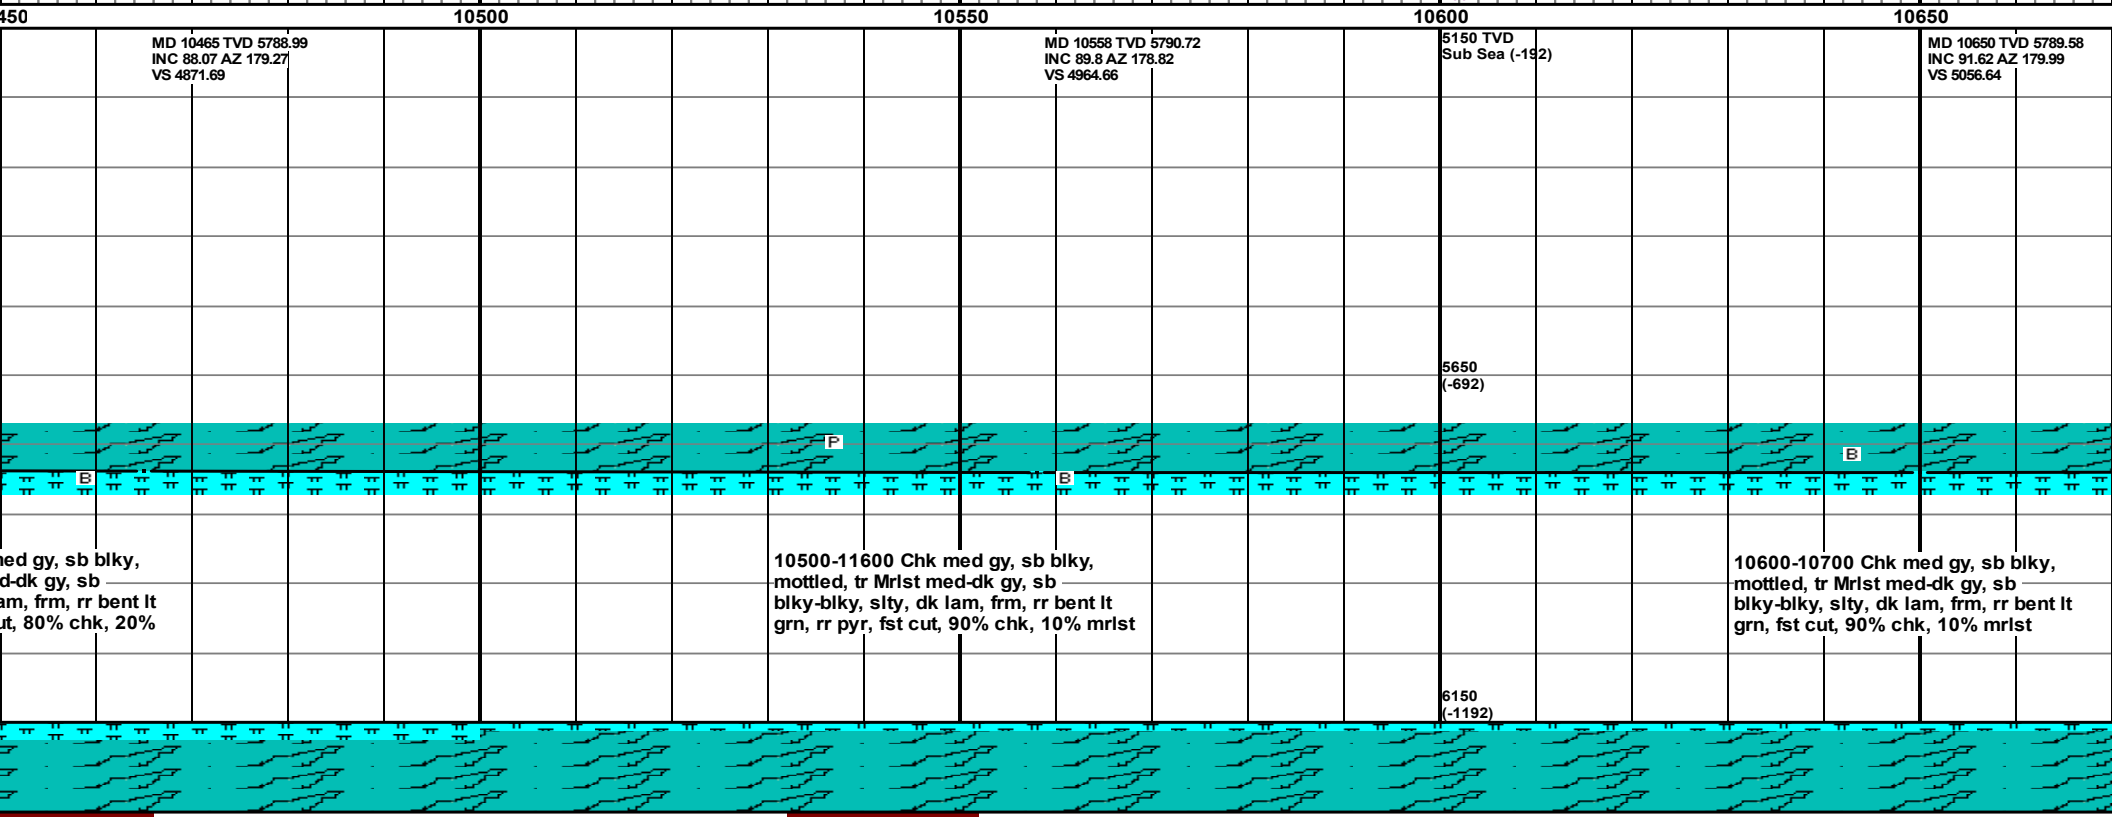 450 10500 10550 10600 10650
MD 10465 TVD 5788.99
INC 88.07 AZ 179.27
VS 4871.69
MD 10558 TVD 5790.72
INC 89.8 AZ 178.82
VS 4964.66
5150 TVD
Sub Sea (-192)
MD 10650 TVD 5789.58
INC 91.62 AZ 179.99
VS 5056.64
5650
(-692)
P
B
B
B
ned gy, sb blky,
d-dk gy, sb
am, frm, rr bent lt
ut, 80% chk, 20%
10500-11600 Chk med gy, sb blky,
mottled, tr Mrlst med-dk gy, sb
blky-blky, slty, dk lam, frm, rr bent lt
grn, rr pyr, fst cut, 90% chk, 10% mrlst
10600-10700 Chk med gy, sb blky,
mottled, tr Mrlst med-dk gy, sb
blky-blky, slty, dk lam, frm, rr bent lt
grn, fst cut, 90% chk, 10% mrlst
6150
(-1192)